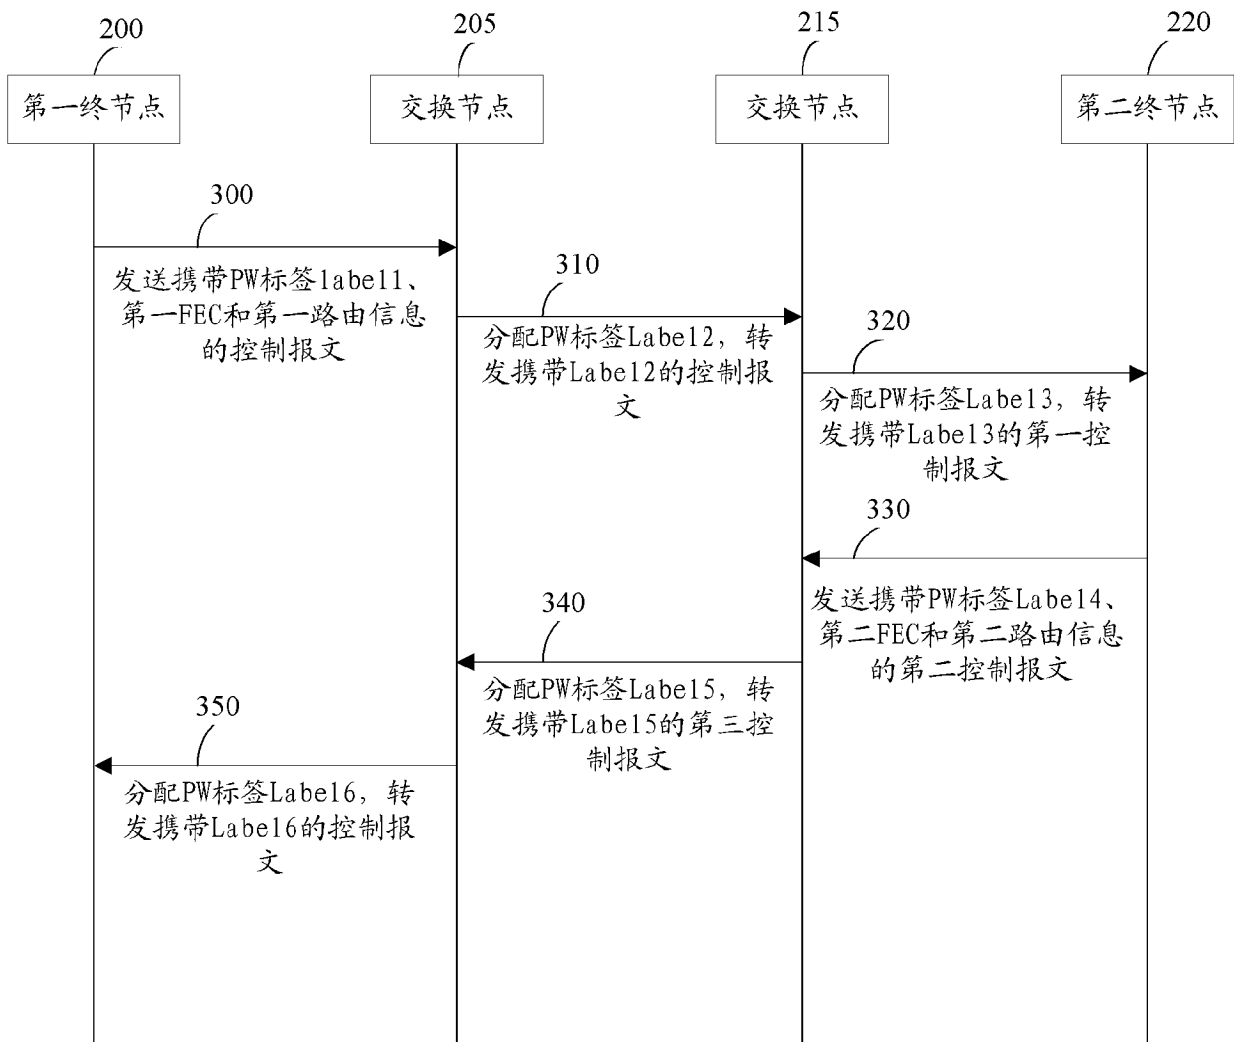 200
205
215
220
第一终节点
交换节点
交换节点
第二终节点
300
发送携带PW标签label1、
第一FEC和第一路由信息
的控制报文
310
分配PW标签Label2，转
发携带Label2的控制报
文
320
分配PW标签Label3，转
发携带Label3的第一控
制报文
330
发送携带PW标签Label4、
第二FEC和第二路由信息
的第二控制报文
340
分配PW标签Label5，转
发携带Label5的第三控
制报文
350
分配PW标签Label6，转
发携带Label6的控制报
文